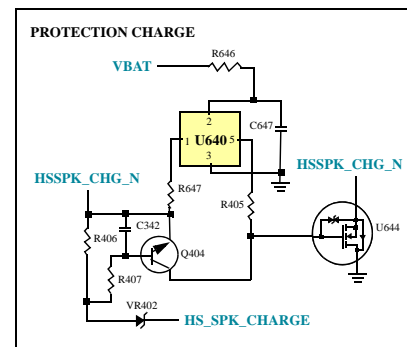 PROTECTION CHARGE
R646
VBAT
2
C647
1 U640 5
3
HSSPK_CHG_N
HSSPK_CHG_N
R647
R405
C342
U644
R406
Q404
R407
VR402
HS_SPK_CHARGE